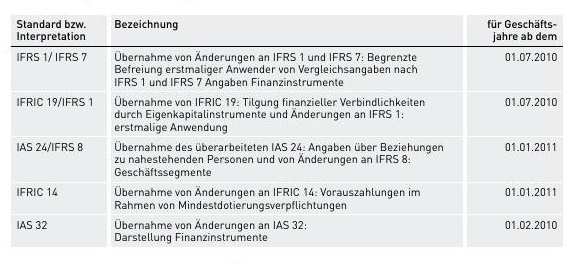 Standard bzw. Bezeichnung für Geschäfts-
Interpretation jahre ab dem
IFRS 1/ IFRS 7 Übernahme von Änderungen an IFRS 1 und IFRS 7: Begrenzte 01.07.2010
Befreiung erstmaliger Anwender von Vergleichsangaben nach
IFRS 1 und IFRS 7 Angaben Finanzinstrumente
IFRIC 19/IFRS 1 Übernahme von IFRIC 19: Tilgung finanzieller Verbindlichkeiten 01.07.2010
durch Eigenkapitalinstrumente und Änderungen an IFRS 1:
erstmalige Anwendung
IAS 24/IFRS 8 Übernahme des überarbeiteten IAS 24: Angaben über Beziehungen 01.01.2011
zu nahestehenden Personen und von Änderungen an IFRS 8:
Geschäftssegmente
IFRIC 14 Übernahme von Änderungen an IFRIC 14: Vorauszahlungen im 01.01.2011
Rahmen von Mindestdotierungsverpflichtungen
IAS 32 Übernahme von Änderungen an IAS 32: 01.02.2010
Darstellung Finanzinstrumente